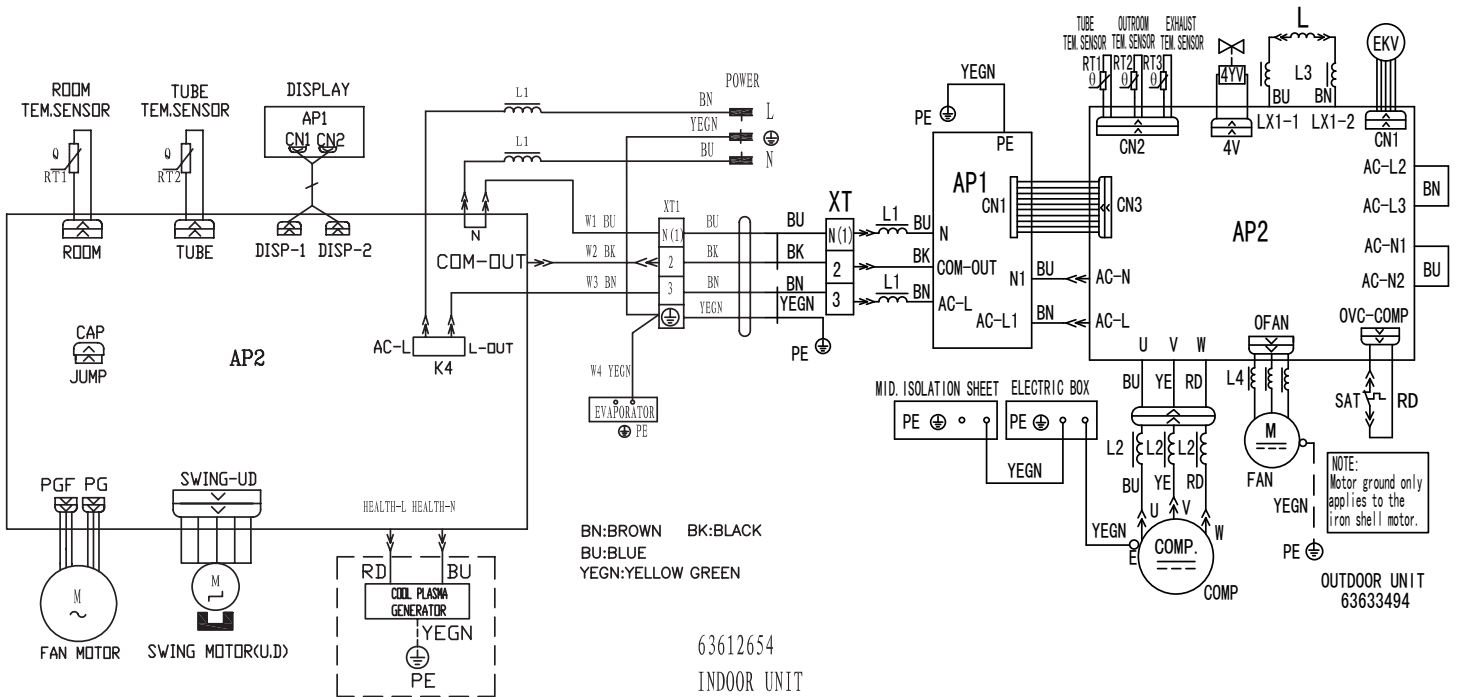 ROOM
TEM.SENSOR
Q
RT1
ROOM
TUBE
TEM.SENSOR
Q
RT2
TUBE
DISPLAY
AP1
CN1 CN2
DISP-1 DISP-2
L1
L1
POWER
BN
L
YEGN
BU
N
N
COM-OUT
AC-L
L-OUT
K4
CAP
JUMP
AP2
W1 BU
W2 BK
W3 BN
W4 YEGN
XT1
N(1)
2
3
BU
BK
BN
YEGN
EVAPORATOR
PE
BU
BK
BN
YEGN
PE
XT
N(1)
2
3
L1
BU
BK
L1
BN
YEGN
PE
PE
AP1
CN1
N
COM-OUT
AC-L
N1
AC-L1
BU
BN
CN3
AC-N
AC-L
AP2
TUBE
TEM.SENSOR
OUTROOM
TEM.SENSOR
EXHAUST
TEM.SENSOR
RT1
RT2
RT3
θ
θ
θ
CN2
4YV
4V
L
L3
BU
BN
LX1-1 LX1-2
EKV
CN1
AC-L2
BN
AC-L3
AC-N1
BU
AC-N2
OVC-COMP
SAT
RD
OFAN
L4
M
FAN
YEGN
PE
NOTE:
Motor ground only
applies to the
iron shell motor.
U V W
BU YE RD
L2 L2 L2
BU YE RD
U V W
COMP.
E
COMP
YEGN
MID. ISOLATION SHEET
PE
ELECTRIC BOX
PE
YEGN
OUTDOOR UNIT
63633494
PGF PG
M
~
FAN MOTOR
SWING-UD
M
SWING MOTOR(U.D)
HEALTH-L HEALTH-N
RD
BU
COOL PLASMA
GENERATOR
YEGN
PE
BN:BROWN BK:BLACK
BU:BLUE
YEGN:YELLOW GREEN
63612654
INDOOR UNIT